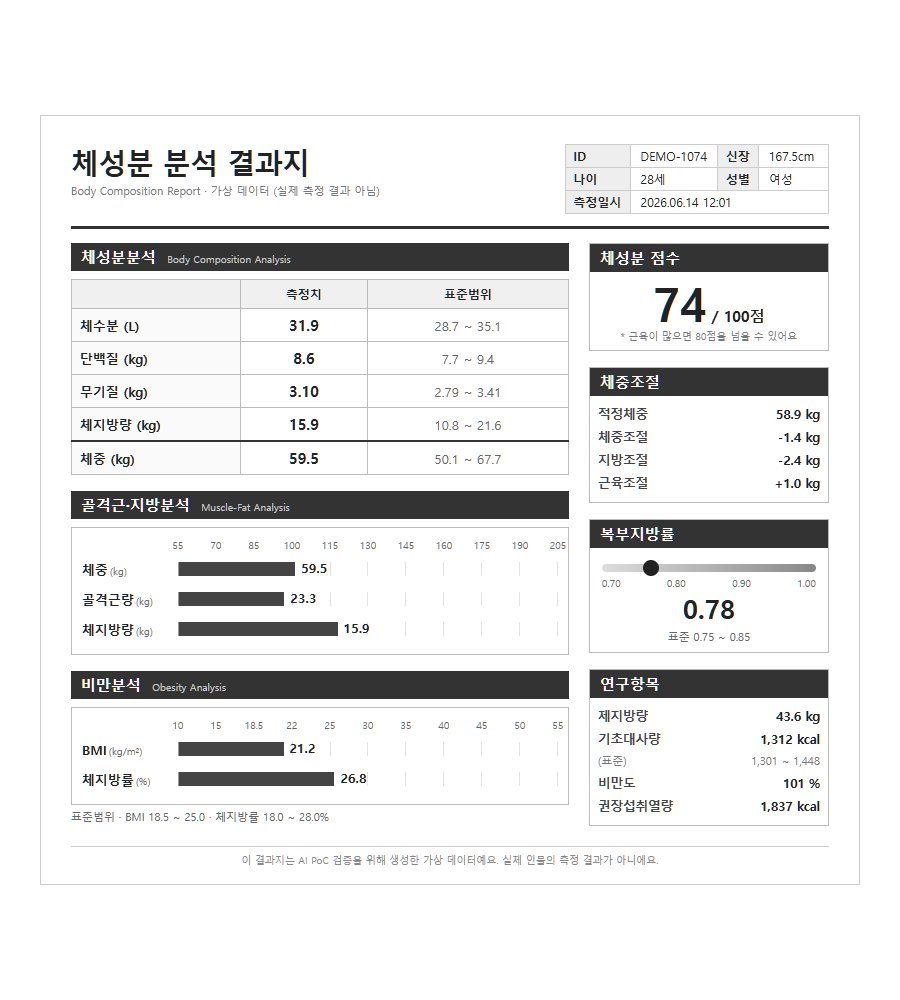 체성분 분석 결과지
Body Composition Report · 가상 데이터 (실제 측정 결과 아님)
ID DEMO-1074 신장 167.5cm
나이 28세 성별 여성
측정일시 2026.06.14 12:01
체성분분석 Body Composition Analysis
측정치 표준범위
체수분 (L) 31.9 28.7 ~ 35.1
단백질 (kg) 8.6 7.7 ~ 9.4
무기질 (kg) 3.10 2.79 ~ 3.41
체지방량 (kg) 15.9 10.8 ~ 21.6
체중 (kg) 59.5 50.1 ~ 67.7
골격근·지방분석 Muscle-Fat Analysis
55 70 85 100 115 130 145 160 175 190 205
체중 (kg) 59.5
골격근량 (kg) 23.3
체지방량 (kg) 15.9
비만분석 Obesity Analysis
10 15 18.5 22 25 30 35 40 45 50 55
BMI (kg/m²) 21.2
체지방률 (%) 26.8
표준범위 · BMI 18.5 ~ 25.0 · 체지방률 18.0 ~ 28.0%
체성분 점수
74 / 100점
* 근육이 많으면 80점을 넘을 수 있어요
체중조절
적정체중 58.9 kg
체중조절 -1.4 kg
지방조절 -2.4 kg
근육조절 +1.0 kg
복부지방률
0.70 0.80 0.90 1.00
0.78
표준 0.75 ~ 0.85
연구항목
제지방량 43.6 kg
기초대사량 1,312 kcal
(표준) 1,301 ~ 1,448
비만도 101 %
권장섭취열량 1,837 kcal
이 결과지는 AI PoC 검증을 위해 생성한 가상 데이터예요. 실제 인물의 측정 결과가 아니에요.